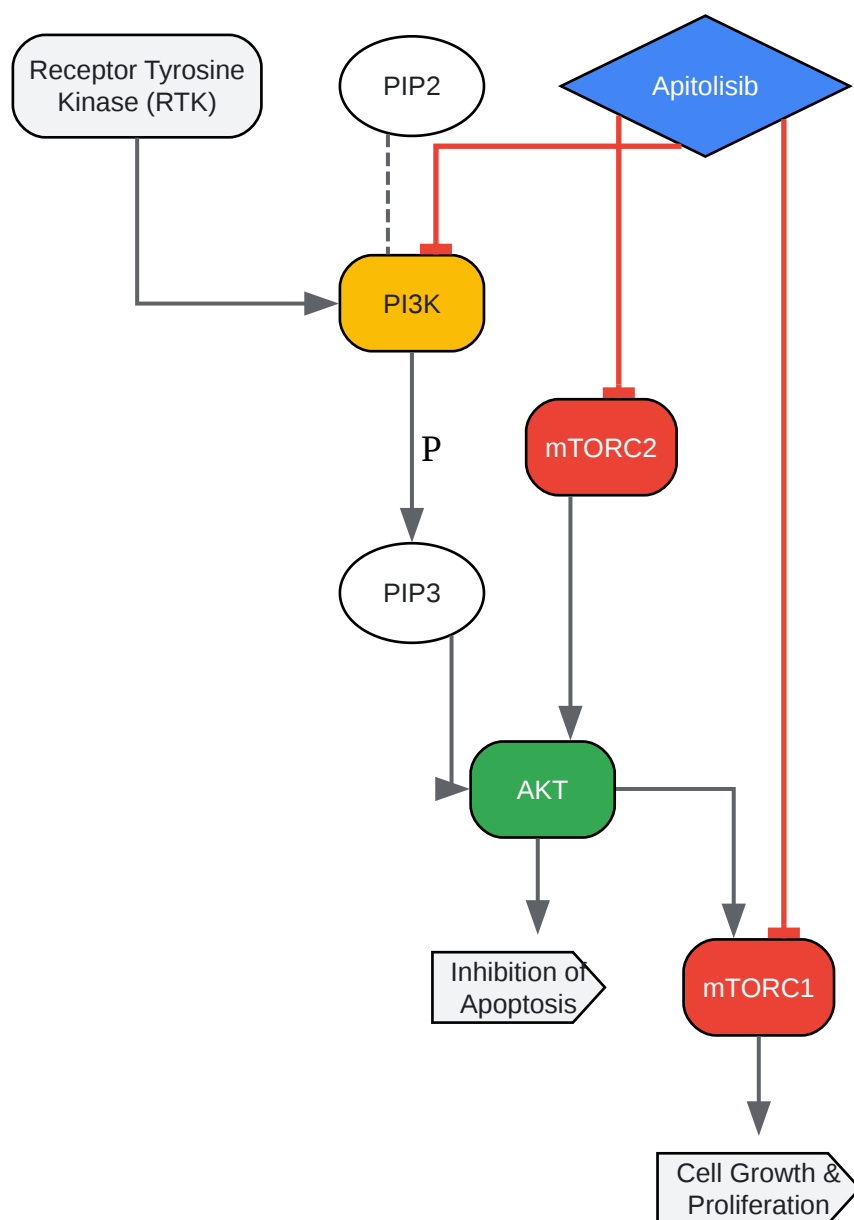 Receptor Tyrosine
Kinase (RTK)
PIP2
Apitolisib
PI3K
mTORC2
P
PIP3
AKT
Inhibition of
Apoptosis
mTORC1
Cell Growth &
Proliferation